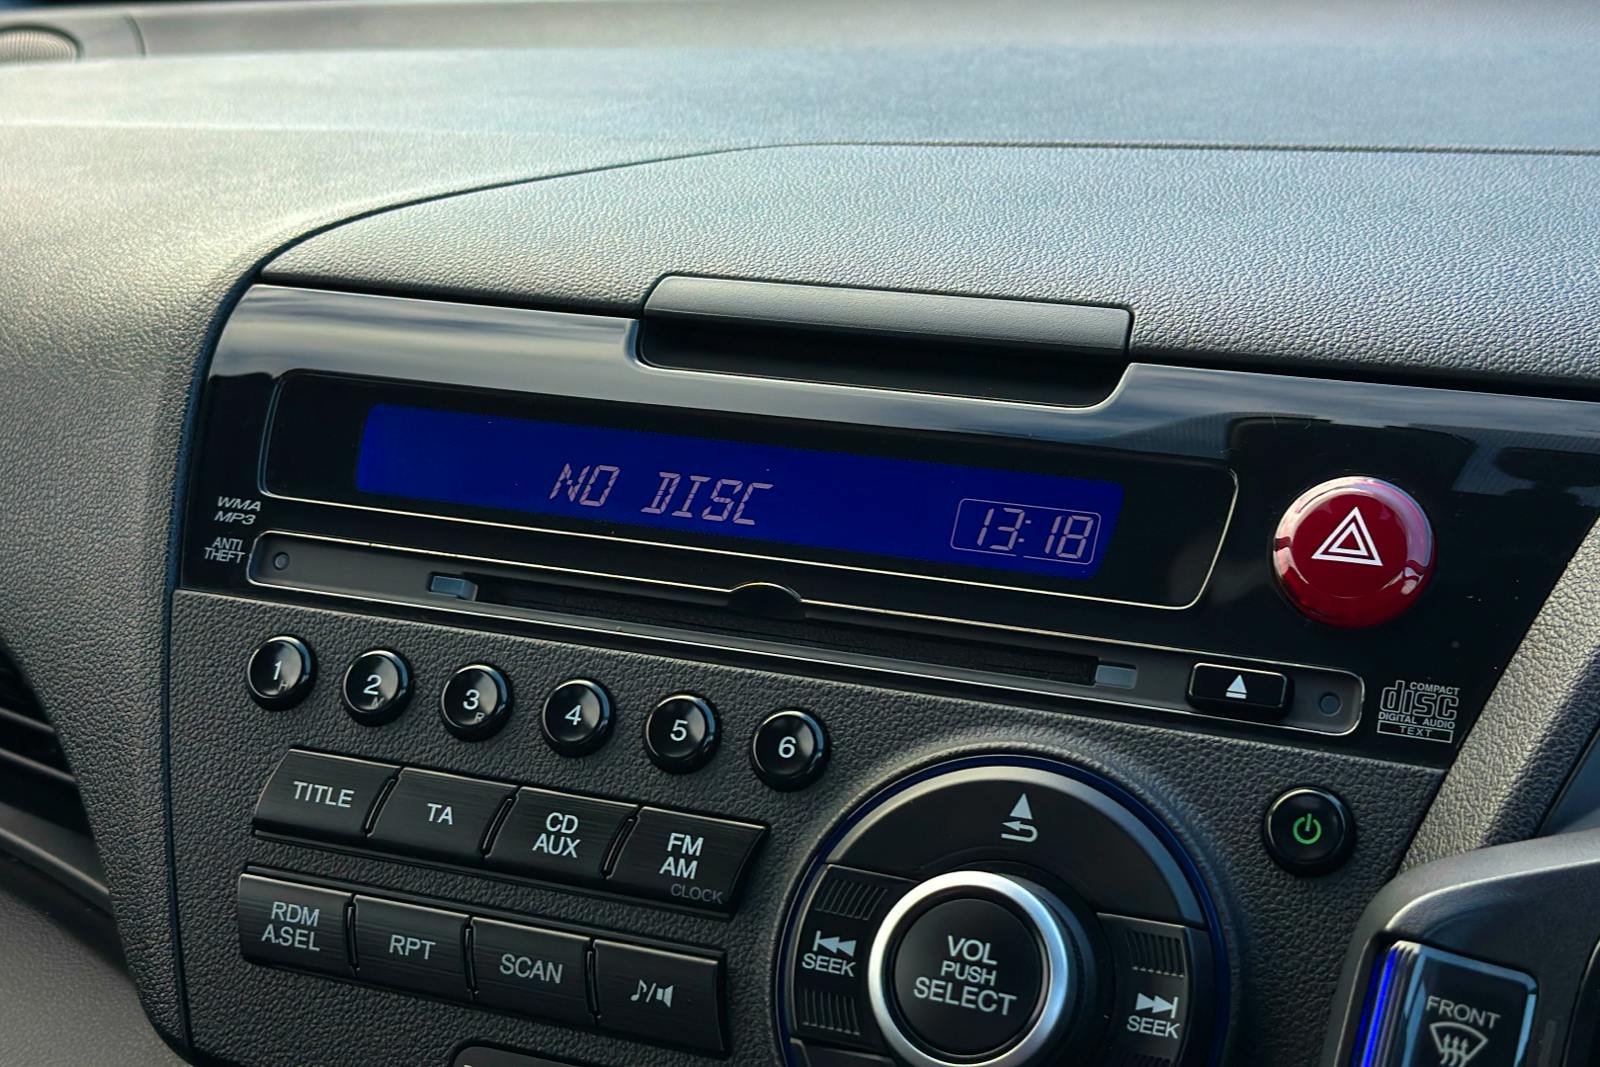 NO DISC
13:18
WMA
MP3
ANTI
THEFT
1
H
2
M
3
R
4
5
6
COMPACT
disc
DIGITAL AUDIO
TEXT
TITLE
TA
CD
AUX
FM
AM
CLOCK
RDM
A.SEL
RPT
SCAN
SEEK
VOL
PUSH
SELECT
SEEK
FRONT